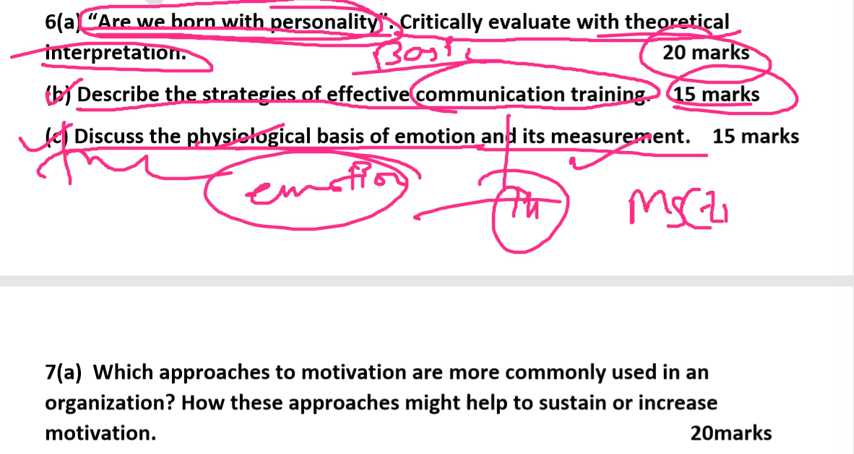 6(a) “Are we born with personality”. Critically evaluate with theoretical
interpretation. 20 marks
(b) Describe the strategies of effective communication training. 15 marks
(c) Discuss the physiological basis of emotion and its measurement. 15 marks
emotion
7(a) Which approaches to motivation are more commonly used in an
organization? How these approaches might help to sustain or increase
motivation. 20marks